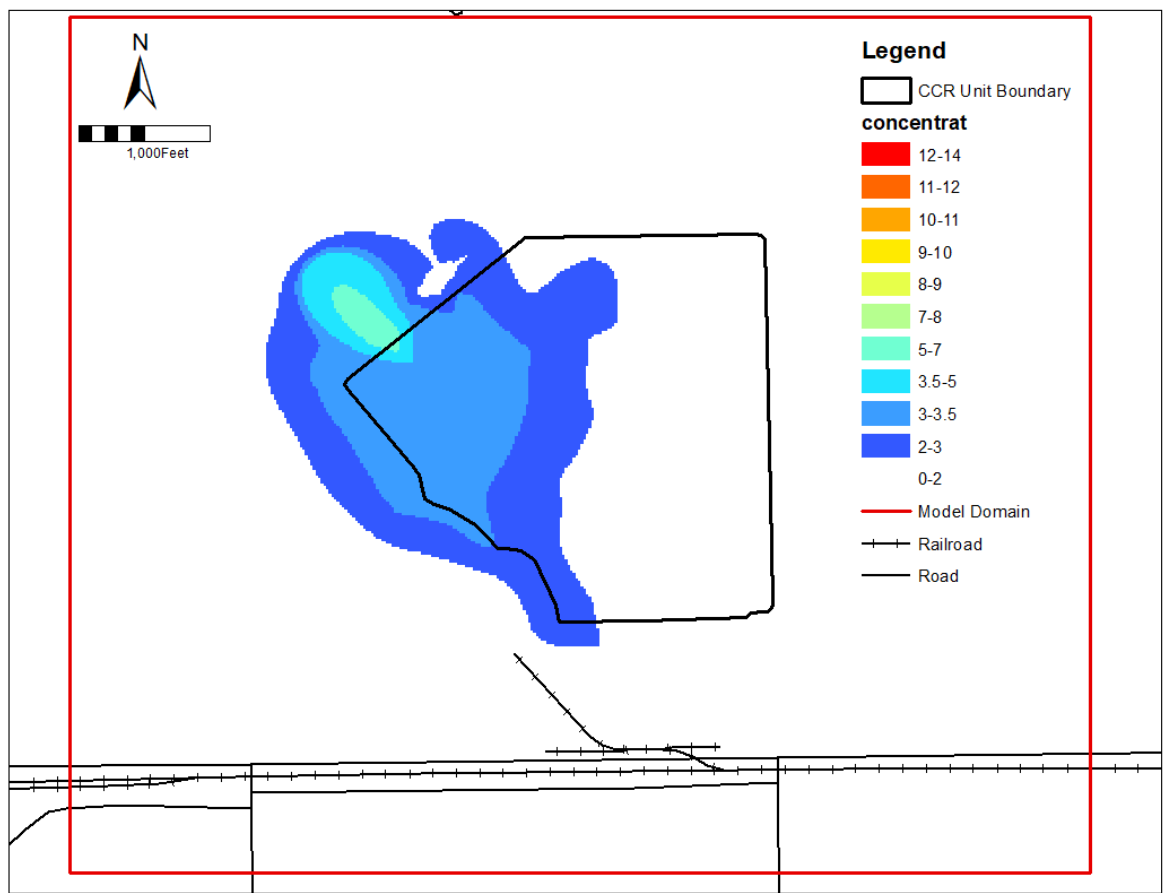 N
1,000Feet
Legend
CCR Unit Boundary
concentrat
12-14
11-12
10-11
9-10
8-9
7-8
5-7
3.5-5
3-3.5
2-3
0-2
Model Domain
Railroad
Road